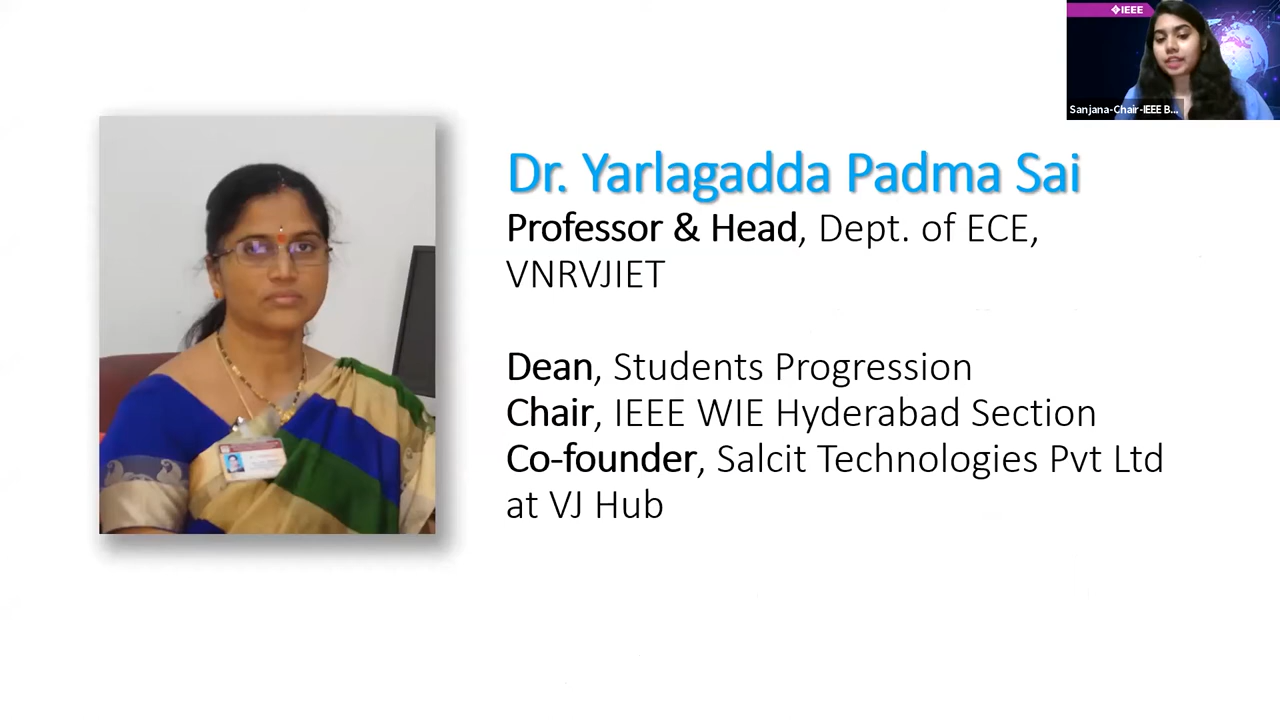 IEEE
Sanjana-Chair-IEEE B...
Dr. Yarlagadda Padma Sai
Professor & Head, Dept. of ECE,
VNRVJIET
Dean, Students Progression
Chair, IEEE WIE Hyderabad Section
Co-founder, Salcit Technologies Pvt Ltd
at VJ Hub